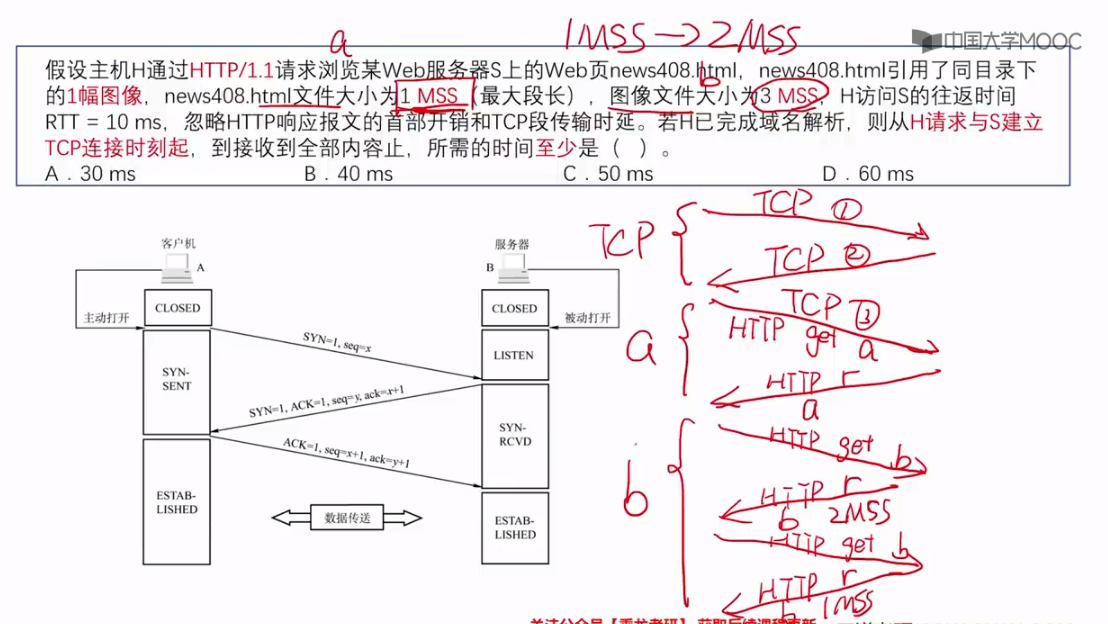 a
1MSS→2MSS
中国大学MOOC
假设主机H通过HTTP/1.1请求浏览某Web服务器S上的Web页news408.html，news408.html引用了同目录下
b
的1幅图像，news408.html文件大小为1 MSS（最大段长），图像文件大小为3 MSS，H访问S的往返时间
RTT = 10 ms，忽略HTTP响应报文的首部开销和TCP段传输时延。若H已完成域名解析，则从H请求与S建立
TCP连接时刻起，到接收到全部内容止，所需的时间至少是（ ）。
A．30 ms B．40 ms C．50 ms D．60 ms
客户机
A
服务器
B
CLOSED
CLOSED
主动打开
被动打开
SYN=1, seq=x
LISTEN
SYN-
SENT
SYN=1, ACK=1, seq=y, ack=x+1
SYN-
RCVD
ACK=1, seq=x+1, ack=y+1
ESTAB-
LISHED
数据传送
ESTAB-
LISHED
TCP
TCP ①
TCP ②
a
TCP ③
HTTP get a
HTTP r
a
b
HTTP get b
HTTP r
b 2MSS
HTTP get b
HTTP r
b 1MSS